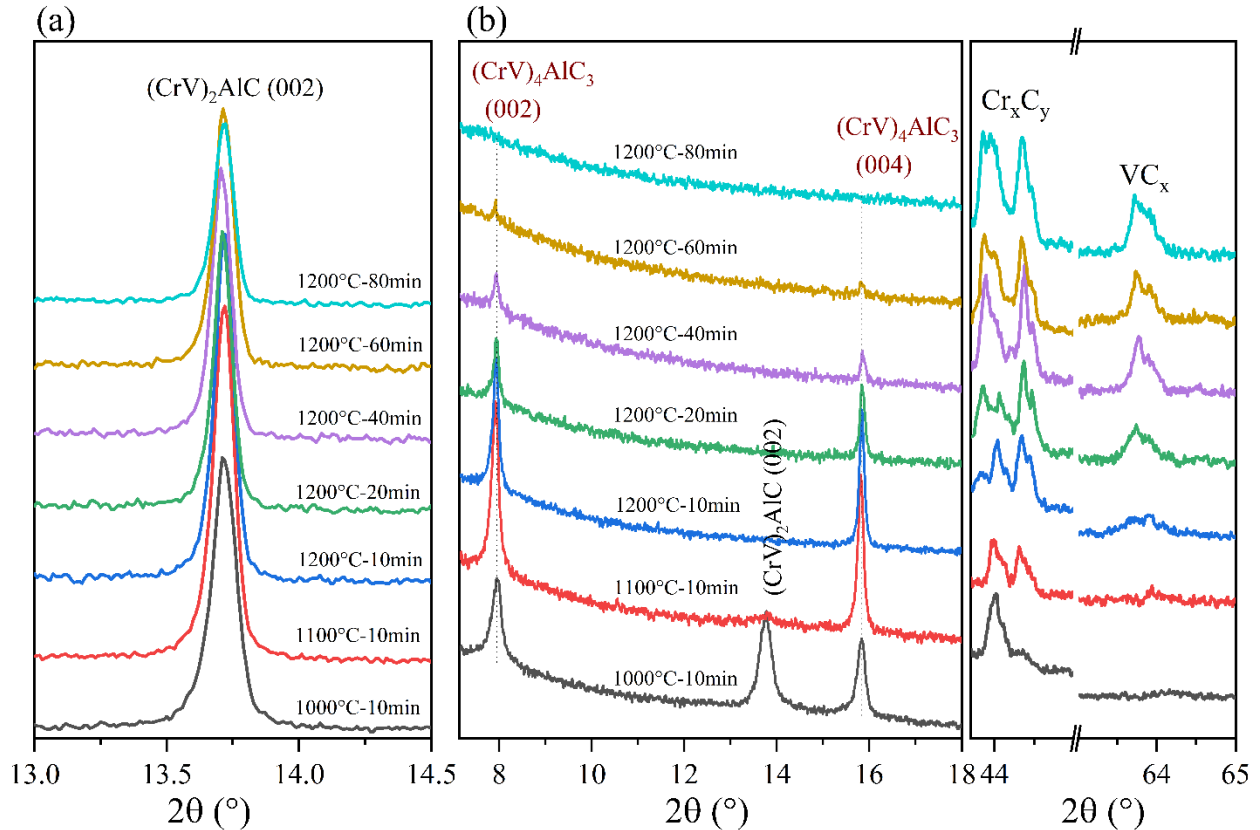 (a)
(CrV)₂AlC (002)
1200°C-80min
1200°C-60min
1200°C-40min
1200°C-20min
1200°C-10min
1100°C-10min
1000°C-10min
13.0 13.5 14.0 14.5
2θ (°)
(b)
(CrV)₄AlC₃
(002)
(CrV)₄AlC₃
(004)
1200°C-80min
1200°C-60min
1200°C-40min
1200°C-20min
1200°C-10min
1100°C-10min
1000°C-10min
(CrV)₂AlC (002)
8 10 12 14 16 18
2θ (°)
CrₓCᵧ
VCₓ
44 64 65
2θ (°)